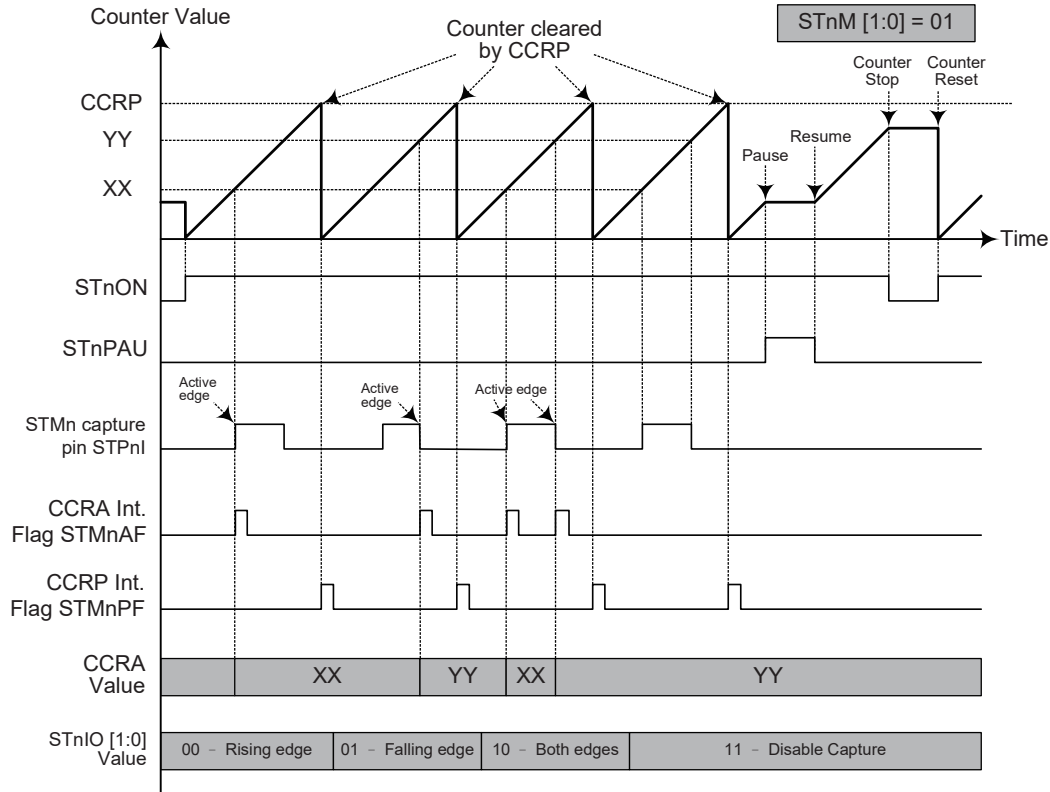 Counter Value
STnM [1:0] = 01
Counter cleared
by CCRP
Counter
Stop
Counter
Reset
CCRP
YY
XX
Pause
Resume
Time
STnON
STnPAU
Active
edge
Active
edge
Active edge
STMn capture
pin STPnI
CCRA Int.
Flag STMnAF
CCRP Int.
Flag STMnPF
CCRA
Value
XX
YY
XX
YY
STnIO [1:0]
Value
00 – Rising edge
01 – Falling edge
10 – Both edges
11 – Disable Capture